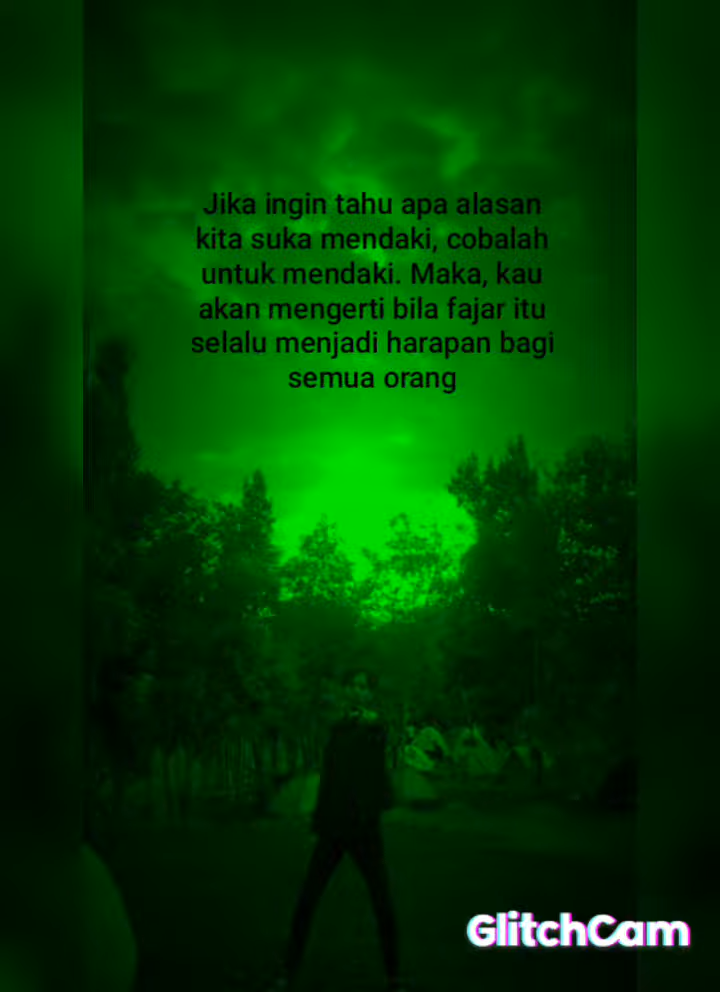 Jika ingin tahu apa alasan
kita suka mendaki, cobalah
untuk mendaki. Maka, kau
akan mengerti bila fajar itu
selalu menjadi harapan bagi
semua orang
GlitchCam